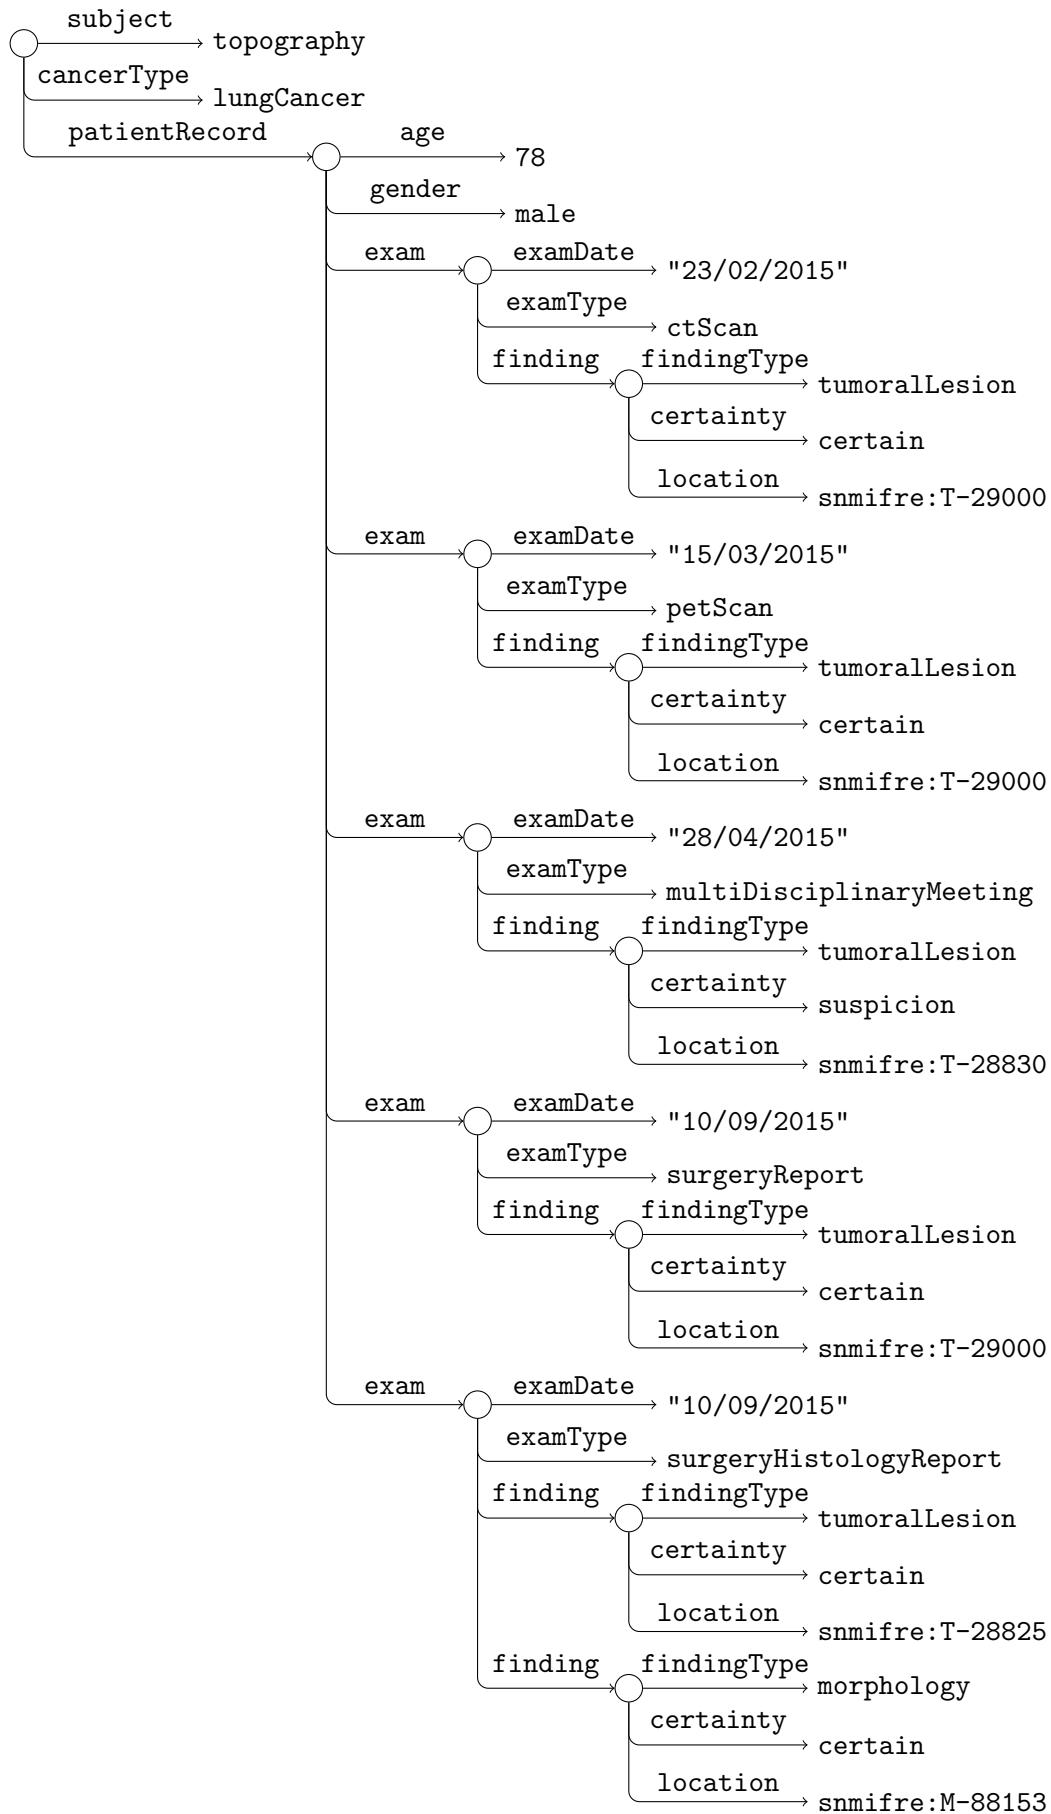 subject
topography
cancerType
lungCancer
patientRecord
age
78
gender
male
exam
examDate
"23/02/2015"
examType
ctScan
finding
findingType
tumoralLesion
certainty
certain
location
snmifre:T-29000
exam
examDate
"15/03/2015"
examType
petScan
finding
findingType
tumoralLesion
certainty
certain
location
snmifre:T-29000
exam
examDate
"28/04/2015"
examType
multiDisciplinaryMeeting
finding
findingType
tumoralLesion
certainty
suspicion
location
snmifre:T-28830
exam
examDate
"10/09/2015"
examType
surgeryReport
finding
findingType
tumoralLesion
certainty
certain
location
snmifre:T-29000
exam
examDate
"10/09/2015"
examType
surgeryHistologyReport
finding
findingType
tumoralLesion
certainty
certain
location
snmifre:T-28825
finding
findingType
morphology
certainty
certain
location
snmifre:M-88153